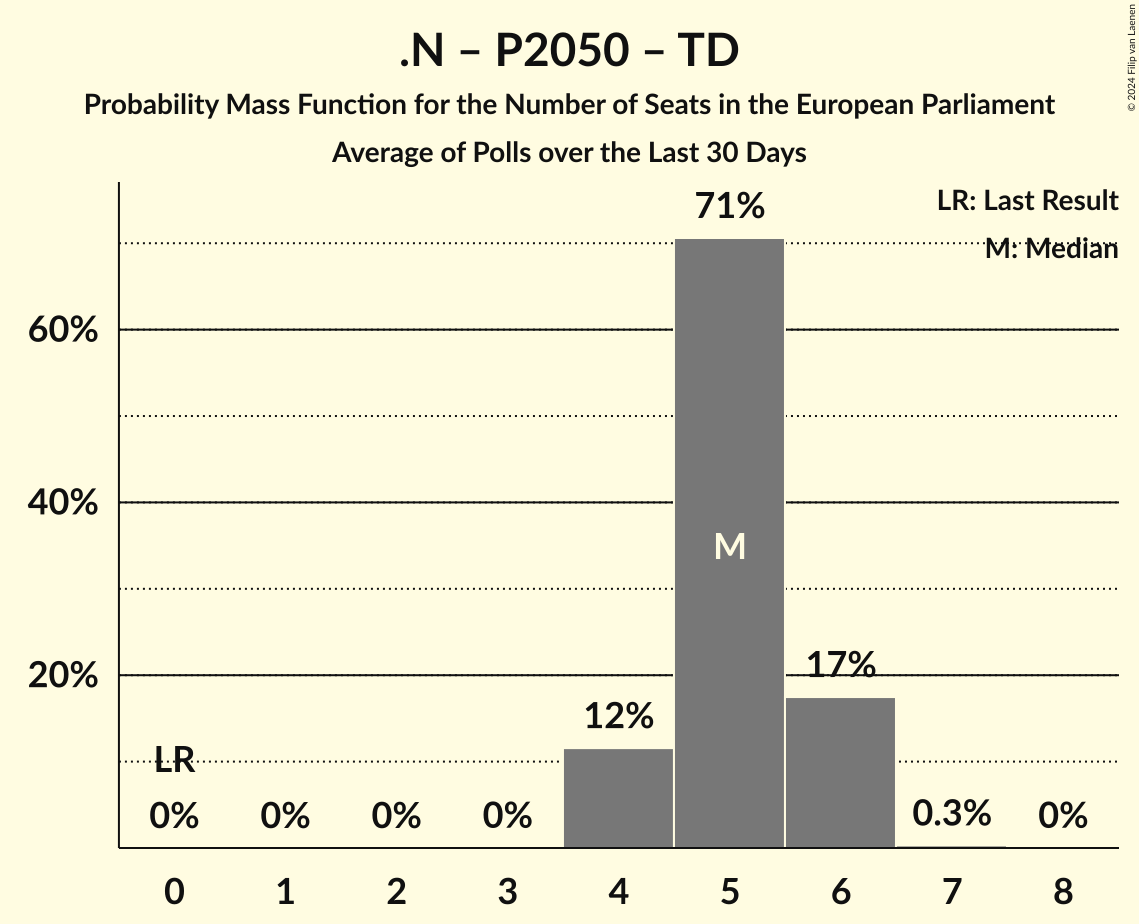 .N – P2050 – TD
Probability Mass Function for the Number of Seats in the European Parliament
Average of Polls over the Last 30 Days
© 2024 Filip van Laenen
LR: Last Result
M: Median
71%
60%
40%
M
20%
17%
12%
LR
0% 0% 0% 0% 0.3% 0%
0 1 2 3 4 5 6 7 8